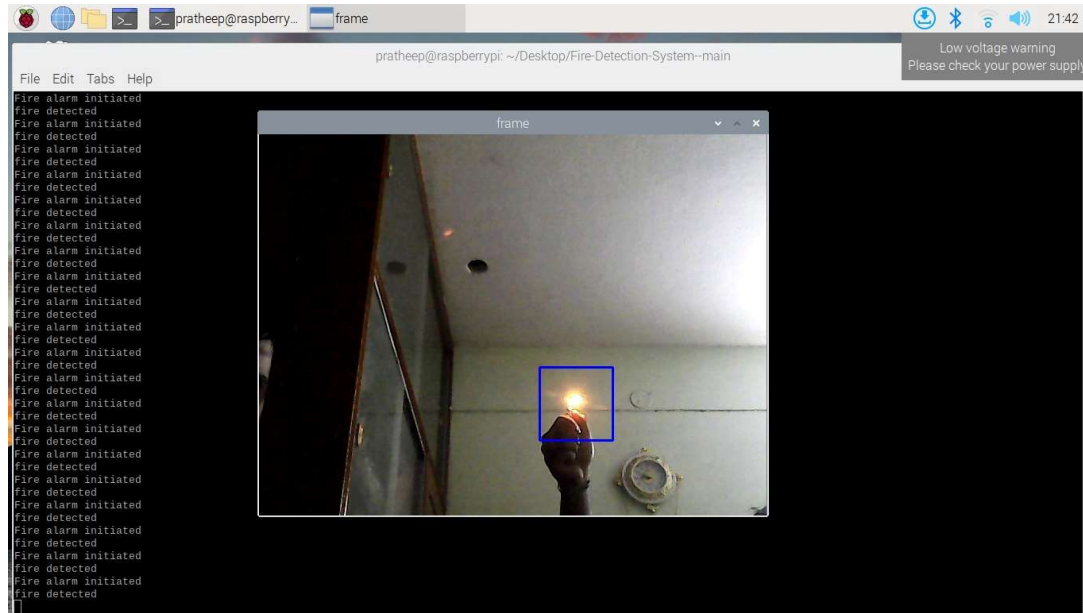 pratheep@raspberry... frame 21:42
pratheep@raspberrypi: ~/Desktop/Fire-Detection-System--main
Low voltage warning
Please check your power supply
File Edit Tabs Help
Fire alarm initiated
fire detected
Fire alarm initiated
fire detected
Fire alarm initiated
fire detected
Fire alarm initiated
fire detected
Fire alarm initiated
fire detected
Fire alarm initiated
fire detected
Fire alarm initiated
fire detected
Fire alarm initiated
fire detected
Fire alarm initiated
fire detected
Fire alarm initiated
fire detected
Fire alarm initiated
fire detected
Fire alarm initiated
fire detected
Fire alarm initiated
fire detected
Fire alarm initiated
fire detected
Fire alarm initiated
fire detected
Fire alarm initiated
fire detected
Fire alarm initiated
fire detected
Fire alarm initiated
fire detected
Fire alarm initiated
fire detected
Fire alarm initiated
fire detected
frame